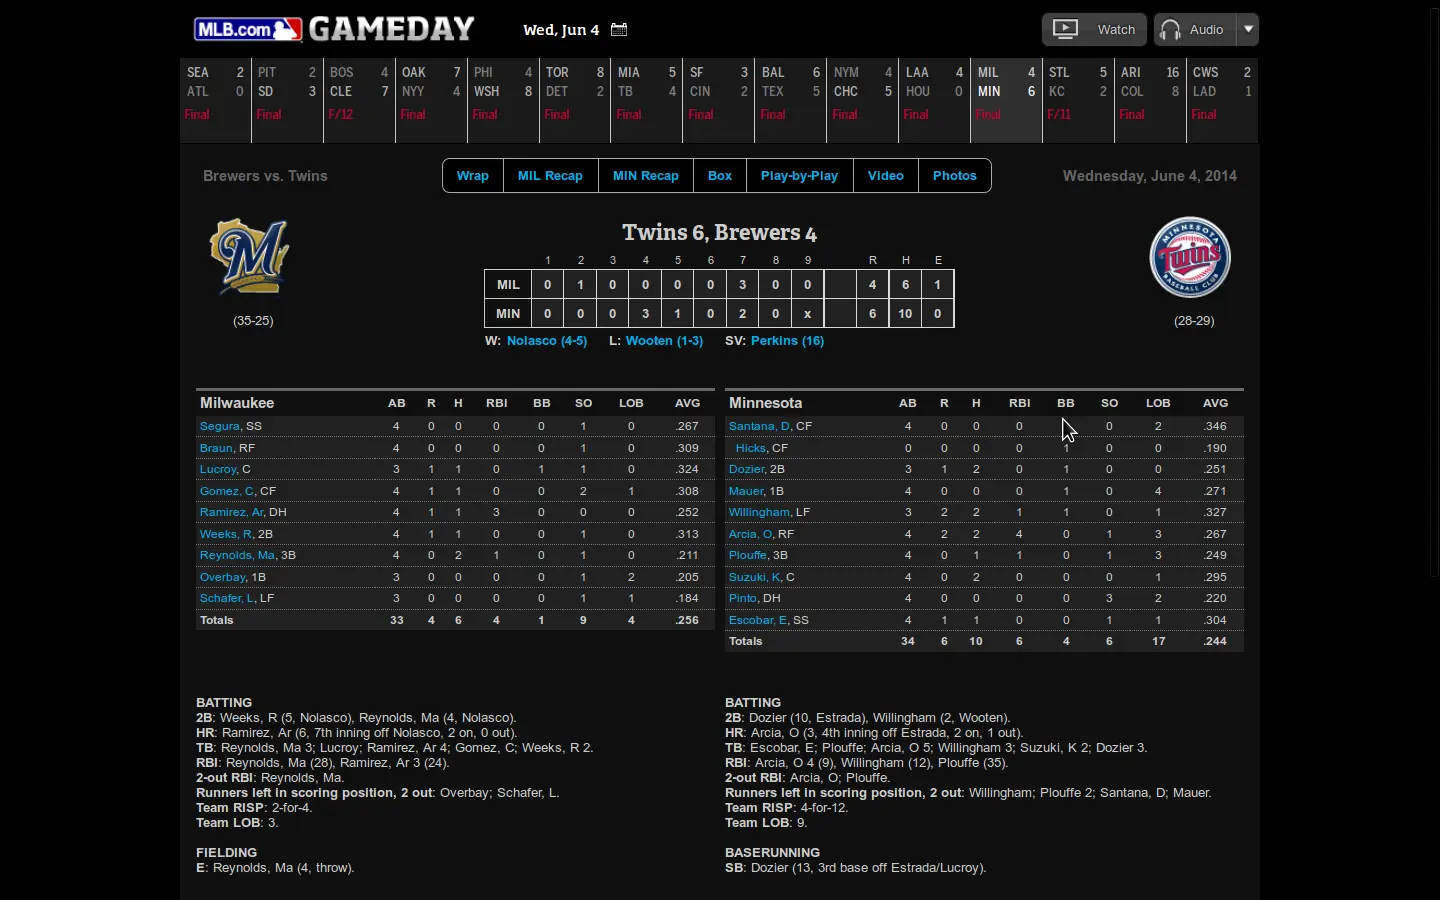 MLB.com GAMEDAY Wed, Jun 4 Watch Audio
SEA 2 PIT 2 BOS 4 OAK 7 PHI 4 TOR 8 MIA 5 SF 3 BAL 6 NYM 4 LAA 4 MIL 4 STL 5 ARI 16 CWS 2
ATL 0 SD 3 CLE 7 NYY 4 WSH 8 DET 2 TB 4 CIN 2 TEX 5 CHC 5 HOU 0 MIN 6 KC 2 COL 8 LAD 1
Final Final F/12 Final Final Final Final Final Final Final Final Final F/11 Final Final
Brewers vs. Twins Wrap MIL Recap MIN Recap Box Play-by-Play Video Photos Wednesday, June 4, 2014
M
MINNESOTA Twins BASEBALL CLUB
Twins 6, Brewers 4
1 2 3 4 5 6 7 8 9 R H E
MIL 0 1 0 0 0 0 3 0 0 4 6 1
MIN 0 0 0 3 1 0 2 0 x 6 10 0
(35-25) (28-29)
W: Nolasco (4-5) L: Wooten (1-3) SV: Perkins (16)
Milwaukee AB R H RBI BB SO LOB AVG
Segura, SS 4 0 0 0 0 1 0 .267
Braun, RF 4 0 0 0 0 1 0 .309
Lucroy, C 3 1 1 0 1 1 0 .324
Gomez, C, CF 4 1 1 0 0 2 1 .308
Ramirez, Ar, DH 4 1 1 3 0 0 0 .252
Weeks, R, 2B 4 1 1 0 0 1 0 .313
Reynolds, Ma, 3B 4 0 2 1 0 1 0 .211
Overbay, 1B 3 0 0 0 0 1 2 .205
Schafer, L, LF 3 0 0 0 0 1 1 .184
Totals 33 4 6 4 1 9 4 .256
Minnesota AB R H RBI BB SO LOB AVG
Santana, D, CF 4 0 0 0 0 2 .346
Hicks, CF 0 0 0 0 1 0 0 .190
Dozier, 2B 3 1 2 0 1 0 0 .251
Mauer, 1B 4 0 0 0 1 0 4 .271
Willingham, LF 3 2 2 1 1 0 1 .327
Arcia, O, RF 4 2 2 4 0 1 3 .267
Plouffe, 3B 4 0 1 1 0 1 3 .249
Suzuki, K, C 4 0 2 0 0 0 1 .295
Pinto, DH 4 0 0 0 0 3 2 .220
Escobar, E, SS 4 1 1 0 0 1 1 .304
Totals 34 6 10 6 4 6 17 .244
BATTING
2B: Weeks, R (5, Nolasco), Reynolds, Ma (4, Nolasco).
HR: Ramirez, Ar (6, 7th inning off Nolasco, 2 on, 0 out).
TB: Reynolds, Ma 3; Lucroy; Ramirez, Ar 4; Gomez, C; Weeks, R 2.
RBI: Reynolds, Ma (28), Ramirez, Ar 3 (24).
2-out RBI: Reynolds, Ma.
Runners left in scoring position, 2 out: Overbay; Schafer, L.
Team RISP: 2-for-4.
Team LOB: 3.
FIELDING
E: Reynolds, Ma (4, throw).
BATTING
2B: Dozier (10, Estrada), Willingham (2, Wooten).
HR: Arcia, O (3, 4th inning off Estrada, 2 on, 1 out).
TB: Escobar, E; Plouffe; Arcia, O 5; Willingham 3; Suzuki, K 2; Dozier 3.
RBI: Arcia, O 4 (9), Willingham (12), Plouffe (35).
2-out RBI: Arcia, O; Plouffe.
Runners left in scoring position, 2 out: Willingham; Plouffe 2; Santana, D; Mauer.
Team RISP: 4-for-12.
Team LOB: 9.
BASERUNNING
SB: Dozier (13, 3rd base off Estrada/Lucroy).